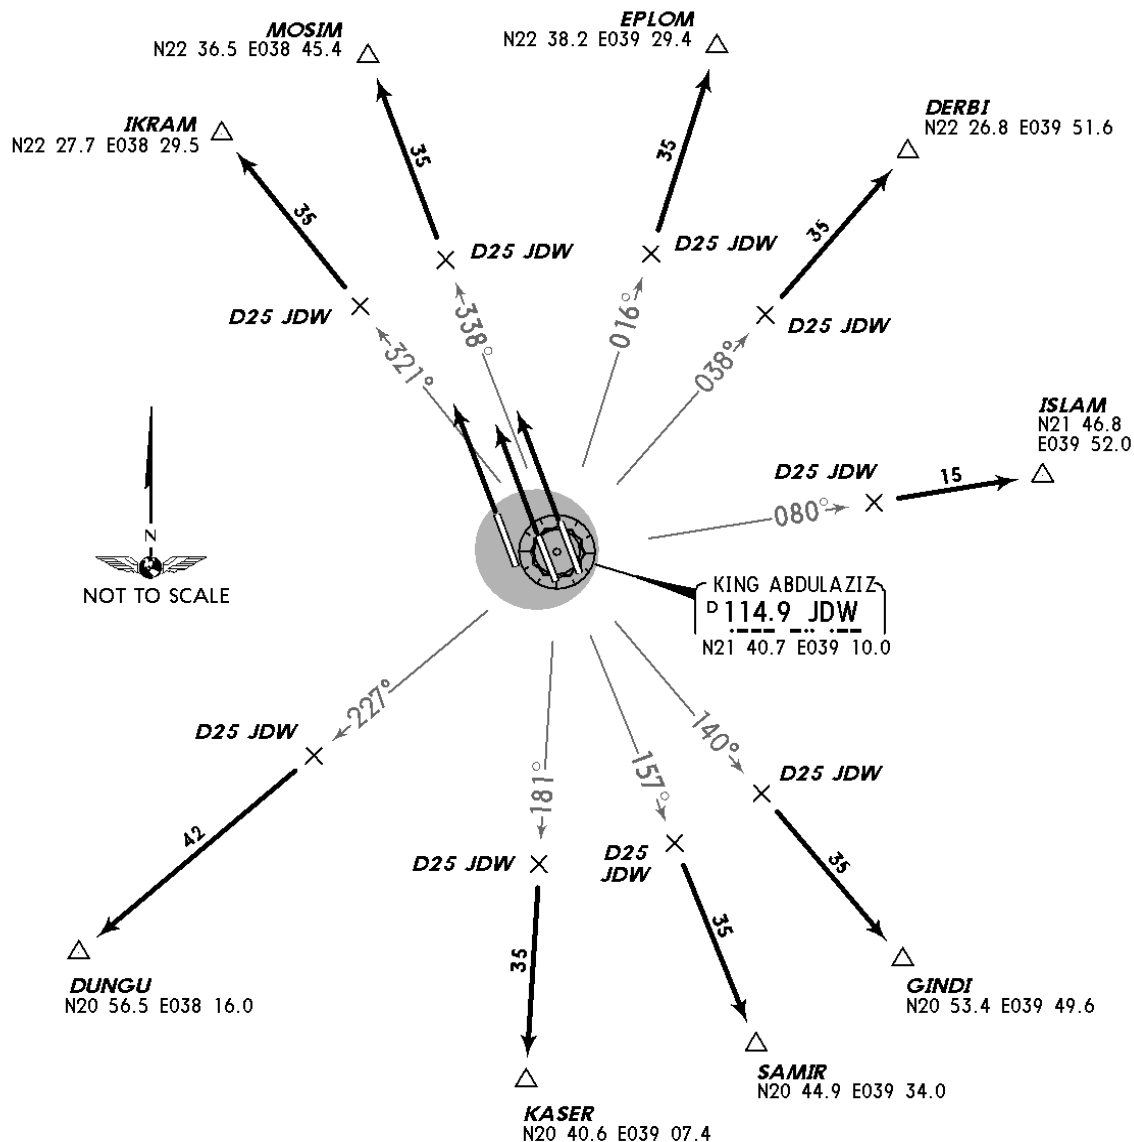 MOSIM
N22 36.5 E038 45.4
EPLOM
N22 38.2 E039 29.4
IKRAM
N22 27.7 E038 29.5
DERBI
N22 26.8 E039 51.6
35
35
35
35
D25 JDW
D25 JDW
D25 JDW
D25 JDW
321°
338°
016°
038°
ISLAM
N21 46.8
E039 52.0
D25 JDW
15
080°
N
NOT TO SCALE
KING ABDULAZIZ
D 114.9 JDW
N21 40.7 E039 10.0
227°
D25 JDW
42
DUNGU
N20 56.5 E038 16.0
181°
D25 JDW
35
KASER
N20 40.6 E039 07.4
157°
D25
JDW
35
SAMIR
N20 44.9 E039 34.0
140°
D25 JDW
35
GINDI
N20 53.4 E039 49.6